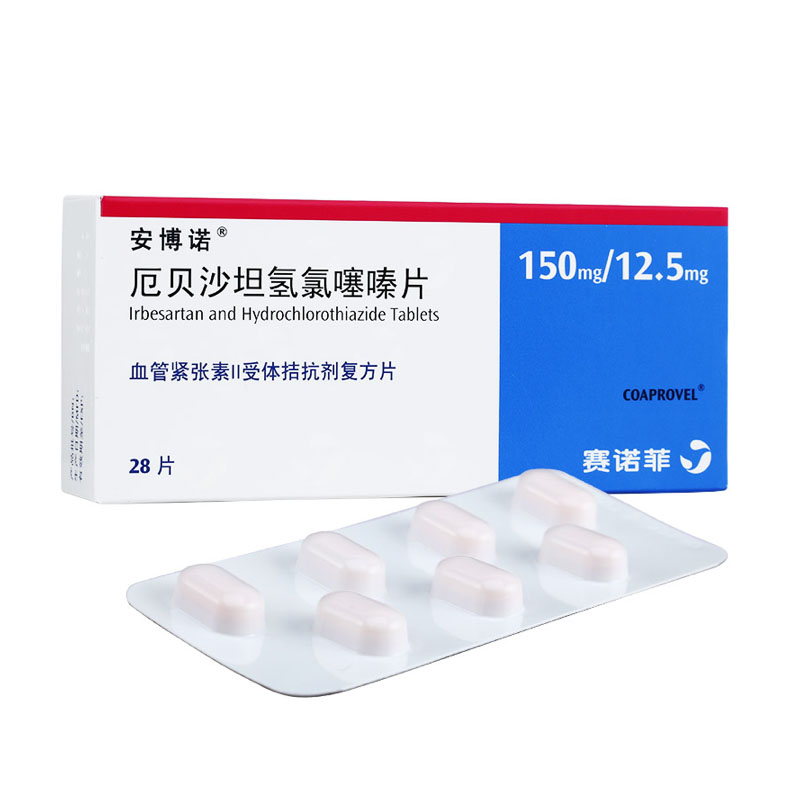 安博诺®
厄贝沙坦氢氯噻嗪片
Irbesartan and Hydrochlorothiazide Tablets
血管紧张素II受体拮抗剂复方片
28 片
150mg/12.5mg
COAPROVEL®
赛诺菲